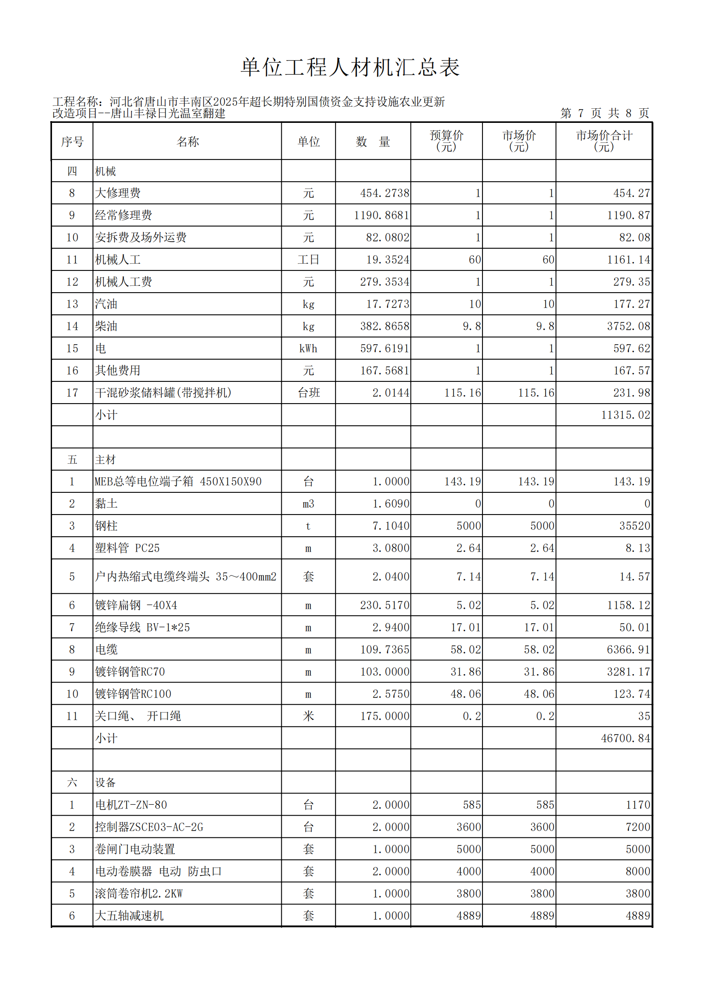 单位工程人材机汇总表
工程名称：河北省唐山市丰南区2025年超长期特别国债资金支持设施农业更新
改造项目--唐山丰禄日光温室翻建 第 7 页 共 8 页
序号 名称 单位 数 量 预算价(元) 市场价(元) 市场价合计(元)
四 机械
8 大修理费 元 454.2738 1 1 454.27
9 经常修理费 元 1190.8681 1 1 1190.87
10 安拆费及场外运费 元 82.0802 1 1 82.08
11 机械人工 工日 19.3524 60 60 1161.14
12 机械人工费 元 279.3534 1 1 279.35
13 汽油 kg 17.7273 10 10 177.27
14 柴油 kg 382.8658 9.8 9.8 3752.08
15 电 kWh 597.6191 1 1 597.62
16 其他费用 元 167.5681 1 1 167.57
17 干混砂浆储料罐(带搅拌机) 台班 2.0144 115.16 115.16 231.98
小计 11315.02
五 主材
1 MEB总等电位端子箱 450X150X90 台 1.0000 143.19 143.19 143.19
2 黏土 m3 1.6090 0 0 0
3 钢柱 t 7.1040 5000 5000 35520
4 塑料管 PC25 m 3.0800 2.64 2.64 8.13
5 户内热缩式电缆终端头 35～400mm2 套 2.0400 7.14 7.14 14.57
6 镀锌扁钢 -40X4 m 230.5170 5.02 5.02 1158.12
7 绝缘导线 BV-1*25 m 2.9400 17.01 17.01 50.01
8 电缆 m 109.7365 58.02 58.02 6366.91
9 镀锌钢管RC70 m 103.0000 31.86 31.86 3281.17
10 镀锌钢管RC100 m 2.5750 48.06 48.06 123.74
11 关口绳、 开口绳 米 175.0000 0.2 0.2 35
小计 46700.84
六 设备
1 电机ZT-ZN-80 台 2.0000 585 585 1170
2 控制器ZSCE03-AC-2G 台 2.0000 3600 3600 7200
3 卷闸门电动装置 套 1.0000 5000 5000 5000
4 电动卷膜器 电动 防虫口 套 2.0000 4000 4000 8000
5 滚筒卷帘机2.2KW 套 1.0000 3800 3800 3800
6 大五轴减速机 套 1.0000 4889 4889 4889